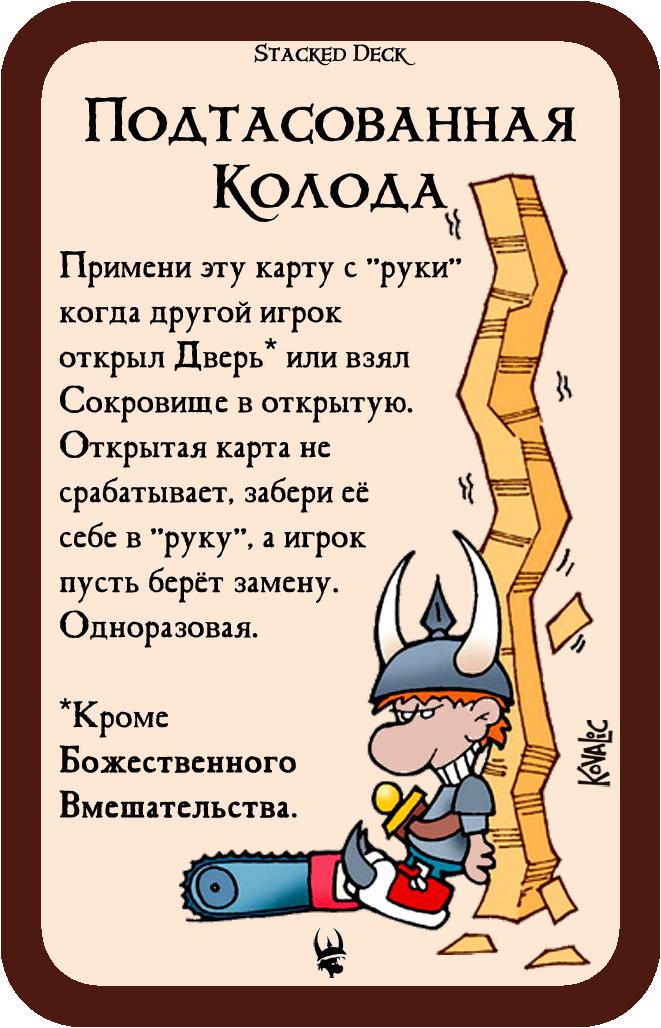 Stacked Deck
Подтасованная
Колода
Примени эту карту с "руки"
когда другой игрок
открыл Дверь* или взял
Сокровище в открытую.
Открытая карта не
срабатывает, забери её
себе в "руку", а игрок
пусть берёт замену.
Одноразовая.
*Кроме
Божественного
Вмешательства.
Kovalic